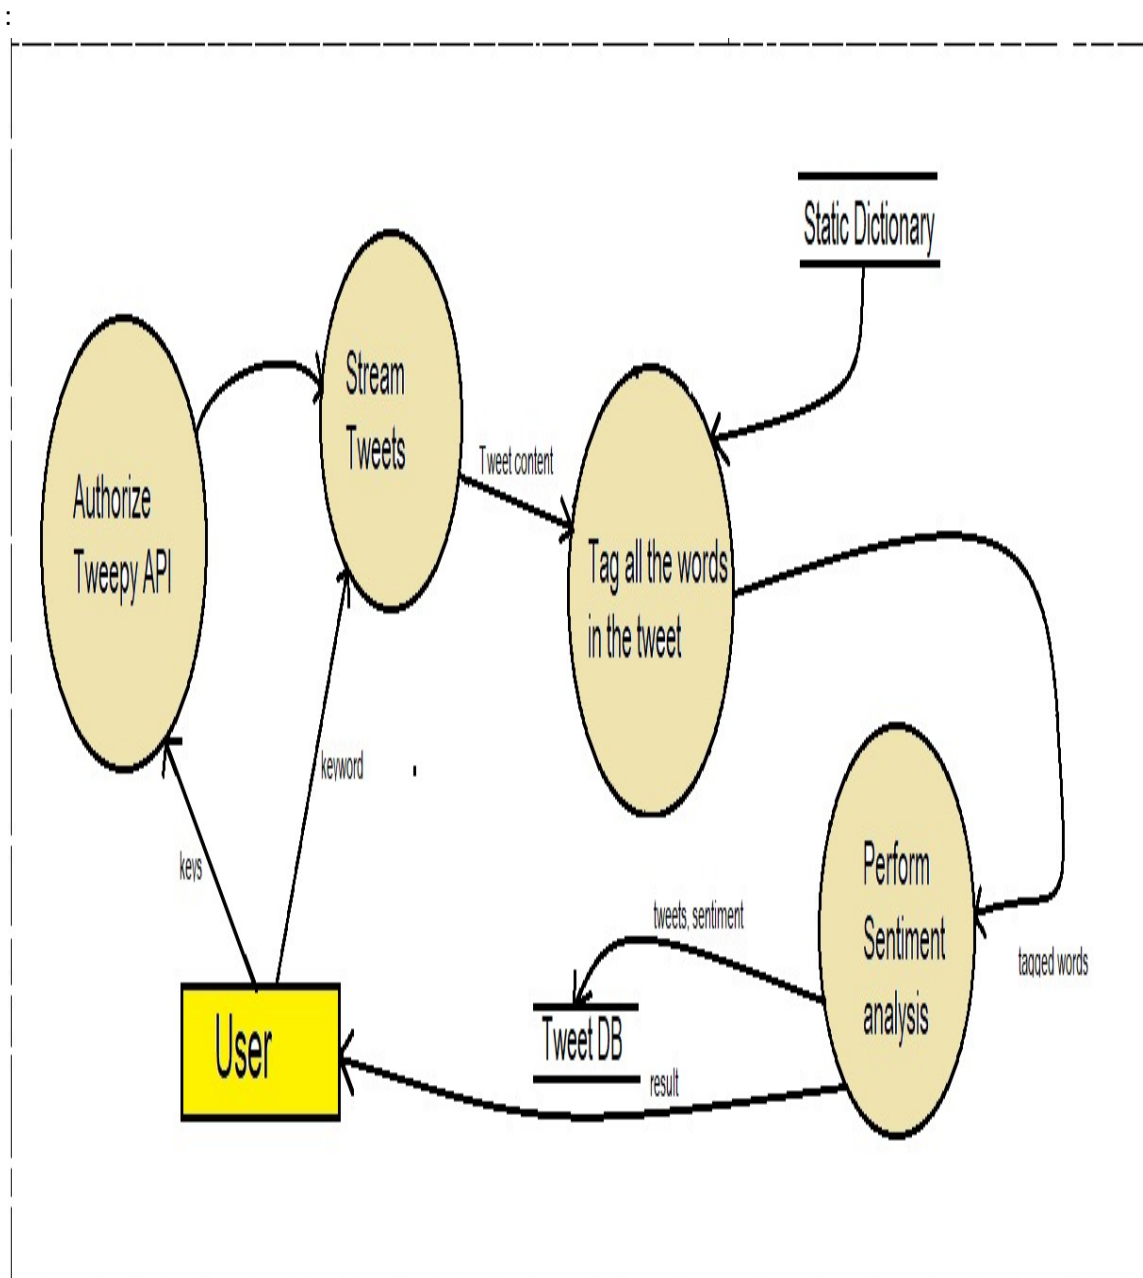 :
Static Dictionary
Stream
Tweets
Tweet content
Authorize
Tweepy API
Tag all the words
in the tweet
keyword
keys
Perform
Sentiment
analysis
tweets, sentiment
tagged words
User
Tweet DB
result